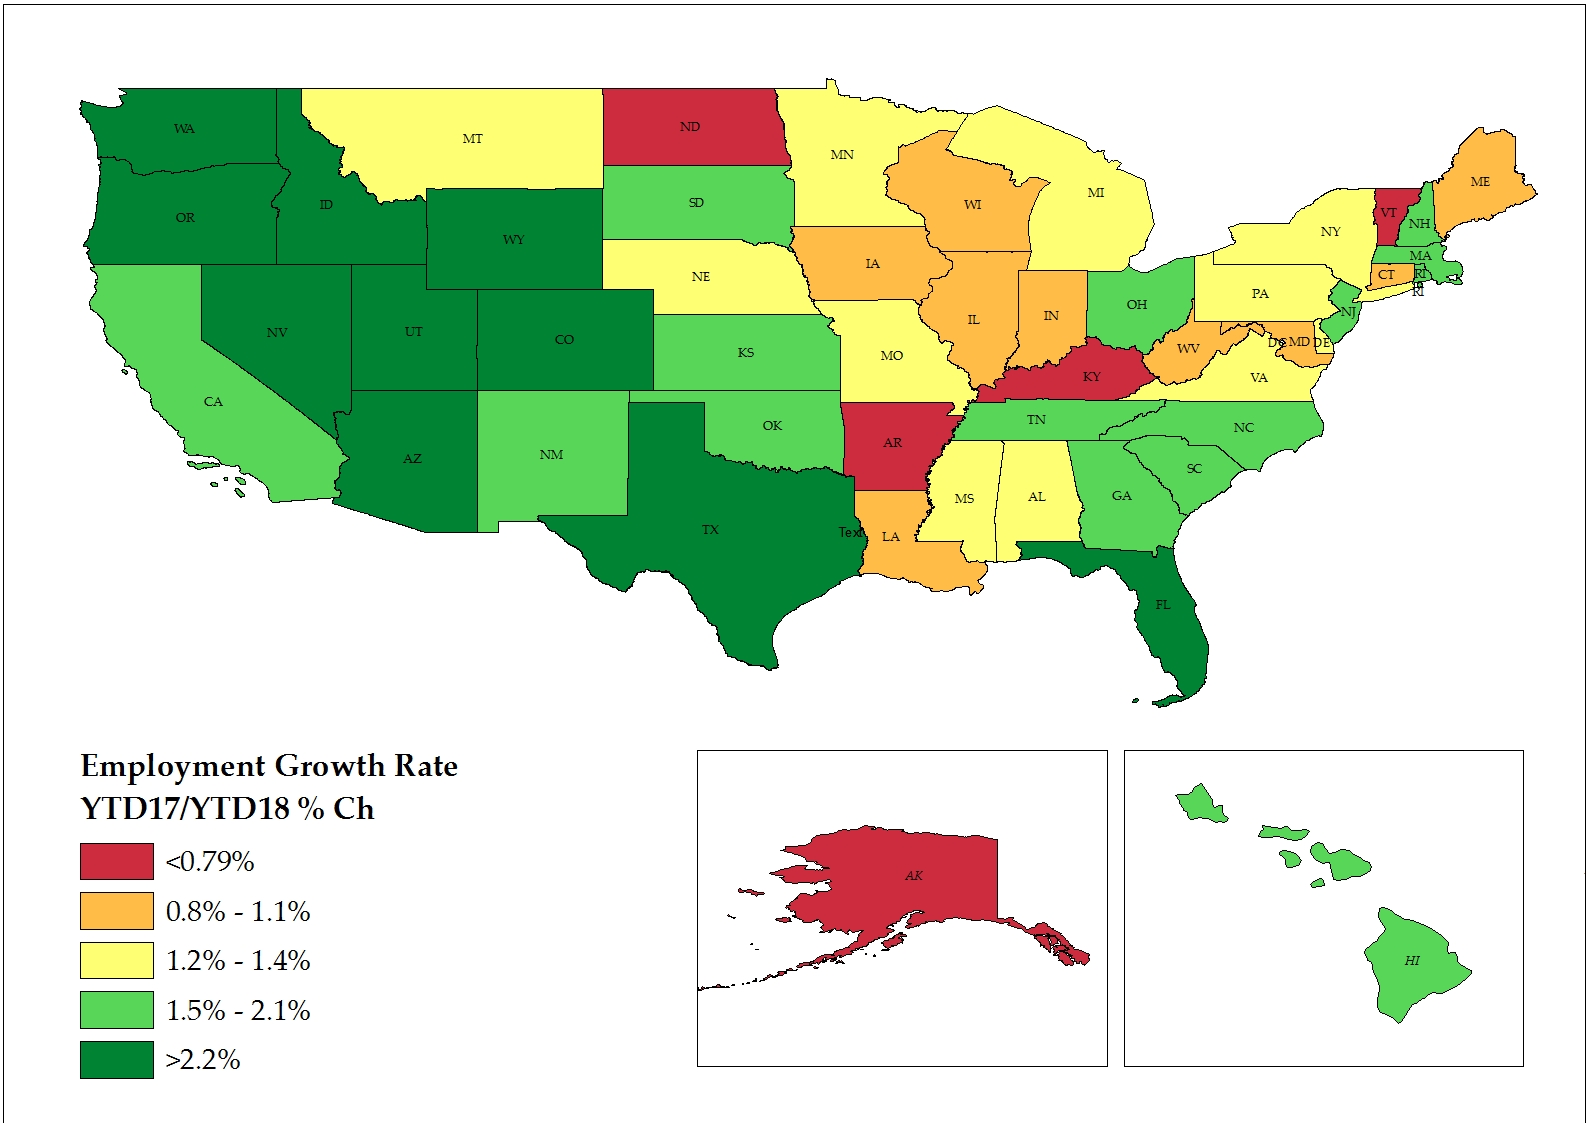 WA
MT
ND
MN
ME
OR
ID
SD
WI
MI
VT
NH
NY
WY
MA
NE
IA
CT
RI
RI
PA
OH
NV
UT
CO
IL
IN
NJ
KS
MO
WV
DC
MD
DE
KY
VA
CA
AZ
NM
OK
AR
TN
NC
SC
MS
AL
GA
TX
Text
LA
FL
Employment Growth Rate
YTD17/YTD18 % Ch
<0.79%
0.8% - 1.1%
1.2% - 1.4%
1.5% - 2.1%
>2.2%
AK
HI